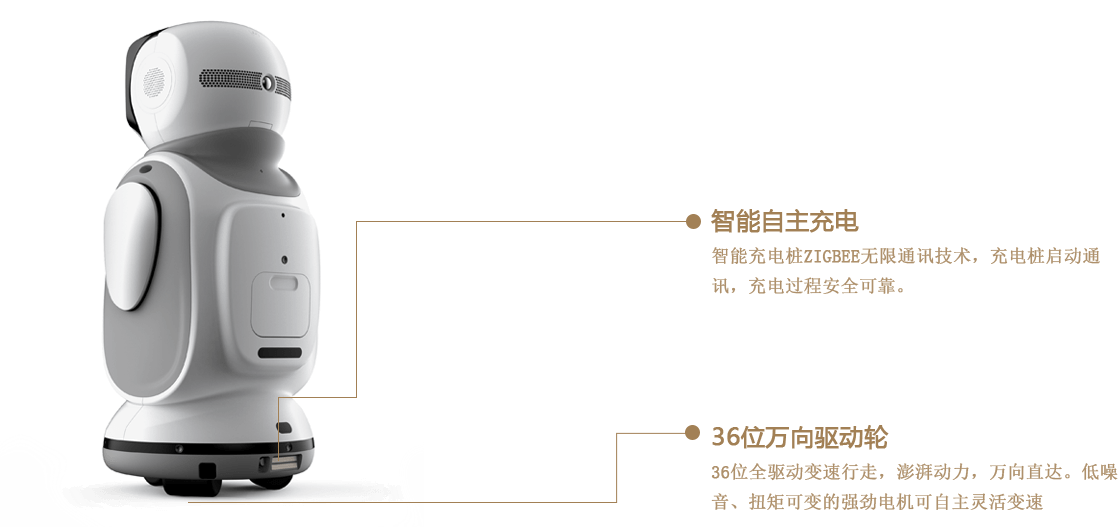 智能自主充电
智能充电桩ZIGBEE无限通讯技术，充电桩启动通
讯，充电过程安全可靠。
36位万向驱动轮
36位全驱动变速行走，澎湃动力，万向直达。低噪
音、扭矩可变的强劲电机可自主灵活变速